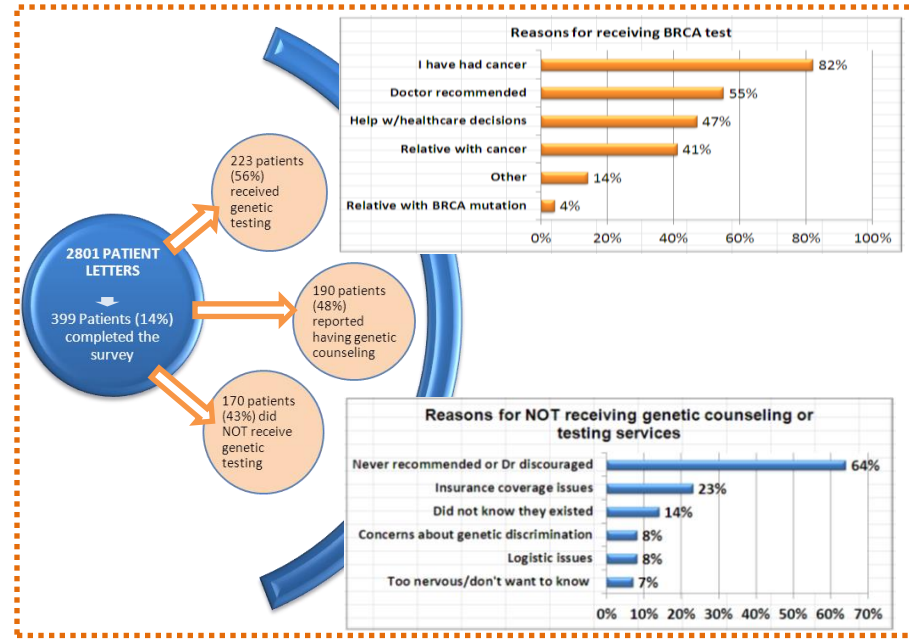 2801 PATIENT
LETTERS
399 Patients (14%)
completed the
survey
223 patients
(56%)
received
genetic
testing
190 patients
(48%)
reported
having genetic
counseling
170 patients
(43%) did
NOT receive
genetic
testing
Reasons for receiving BRCA test
I have had cancer 82%
Doctor recommended 55%
Help w/healthcare decisions 47%
Relative with cancer 41%
Other 14%
Relative with BRCA mutation 4%
0% 20% 40% 60% 80% 100%
Reasons for NOT receiving genetic counseling or
testing services
Never recommended or Dr discouraged 64%
Insurance coverage issues 23%
Did not know they existed 14%
Concerns about genetic discrimination 8%
Logistic issues 8%
Too nervous/don't want to know 7%
0% 10% 20% 30% 40% 50% 60% 70%